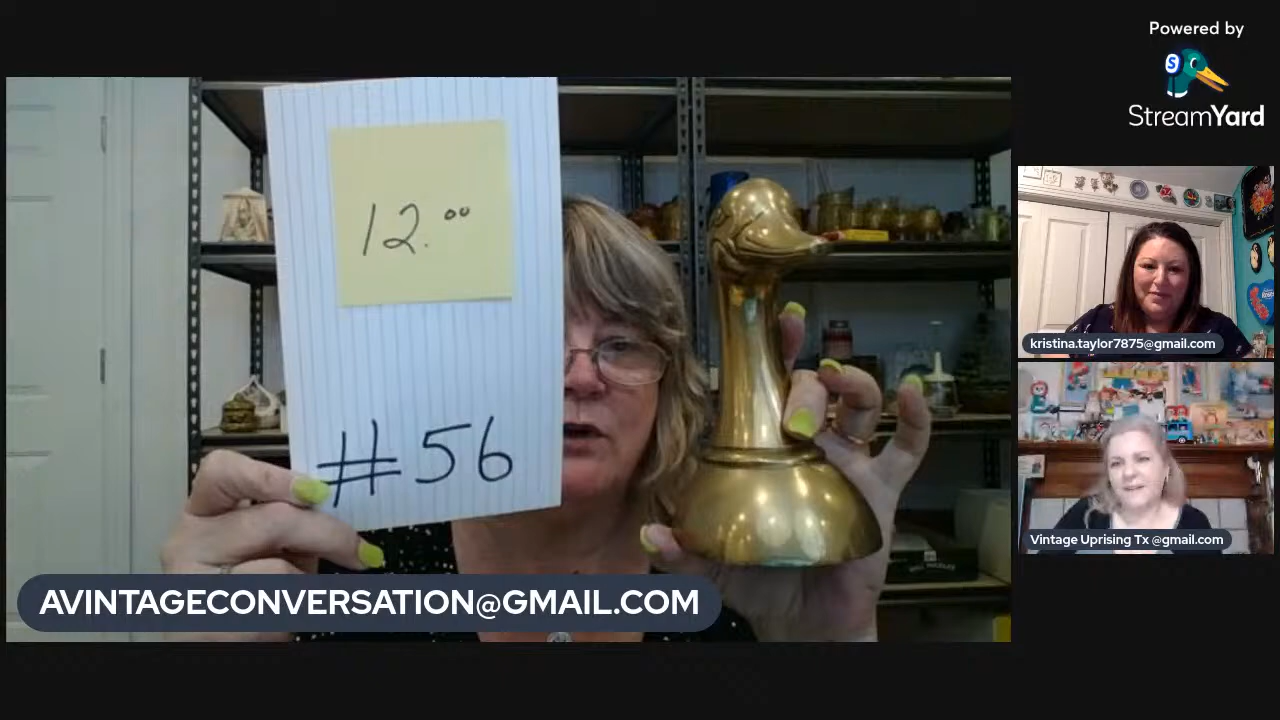 Powered by
S
StreamYard
12.00
#56
AVINTAGECONVERSATION@GMAIL.COM
kristina.taylor7875@gmail.com
Vintage Uprising Tx @gmail.com